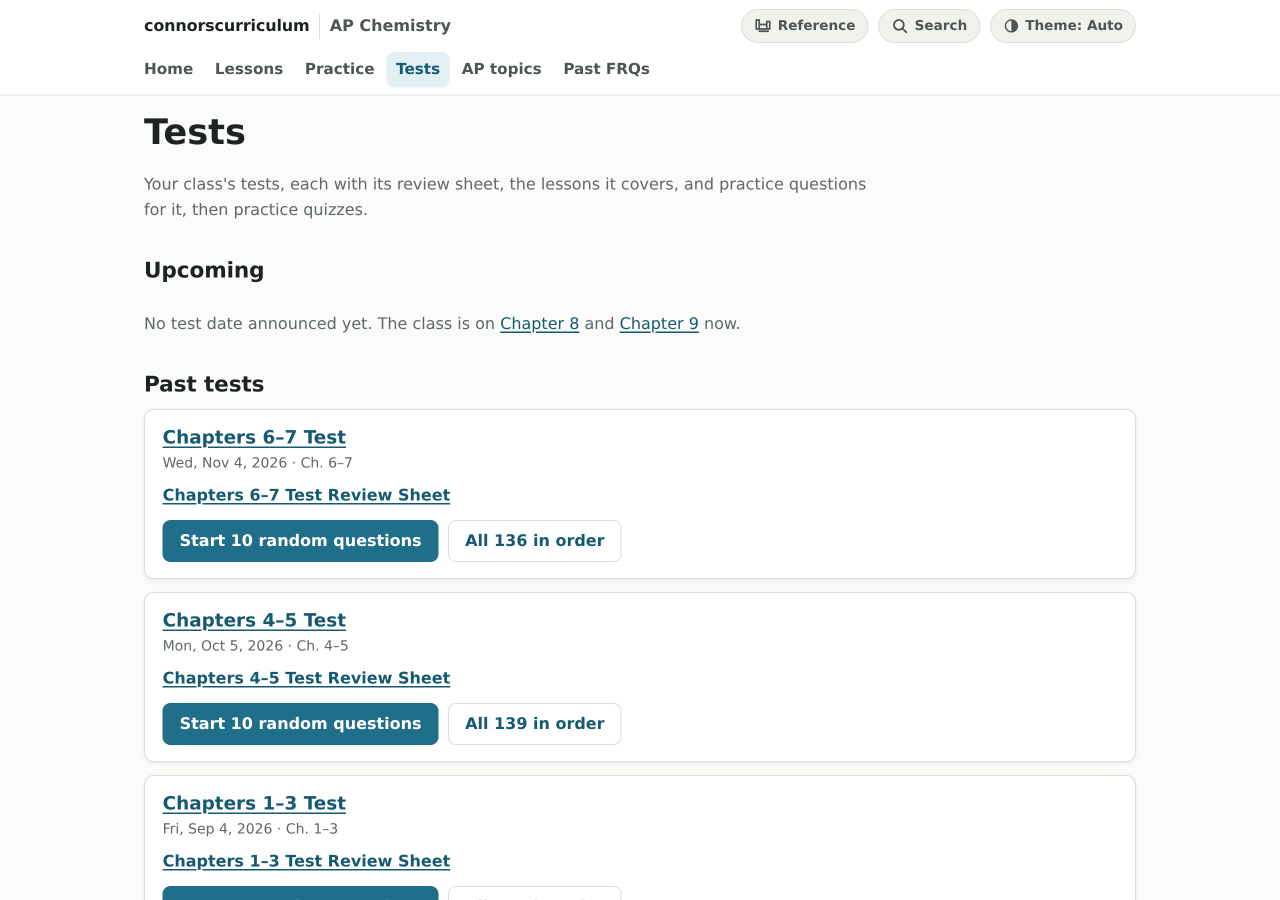 connorscurriculum AP Chemistry Reference Search Theme: Auto
Home Lessons Practice Tests AP topics Past FRQs
Tests
Your class's tests, each with its review sheet, the lessons it covers, and practice questions
for it, then practice quizzes.
Upcoming
No test date announced yet. The class is on Chapter 8 and Chapter 9 now.
Past tests
Chapters 6–7 Test
Wed, Nov 4, 2026 · Ch. 6–7
Chapters 6–7 Test Review Sheet
Start 10 random questions All 136 in order
Chapters 4–5 Test
Mon, Oct 5, 2026 · Ch. 4–5
Chapters 4–5 Test Review Sheet
Start 10 random questions All 139 in order
Chapters 1–3 Test
Fri, Sep 4, 2026 · Ch. 1–3
Chapters 1–3 Test Review Sheet